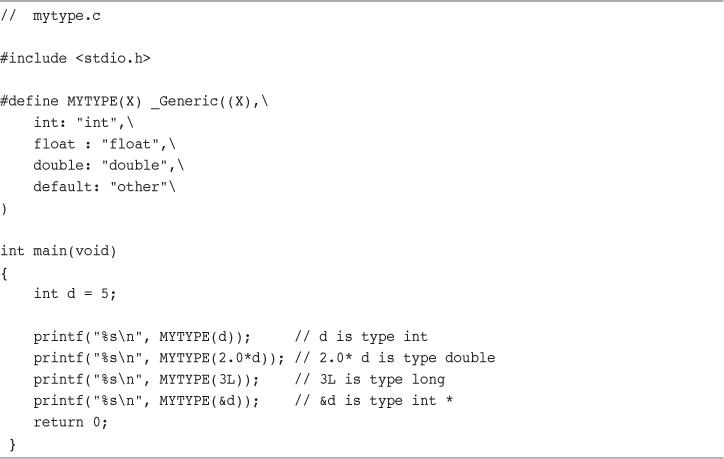 //  mytype.c

#include <stdio.h>

#define MYTYPE(X) _Generic((X),\
    int: "int",\
    float : "float",\
    double: "double",\
    default: "other"\
)

int main(void)
{
    int d = 5;

    printf("%s\n", MYTYPE(d));     // d is type int
    printf("%s\n", MYTYPE(2.0*d)); // 2.0* d is type double
    printf("%s\n", MYTYPE(3L));    // 3L is type long
    printf("%s\n", MYTYPE(&d));    // &d is type int *
    return 0;
 }